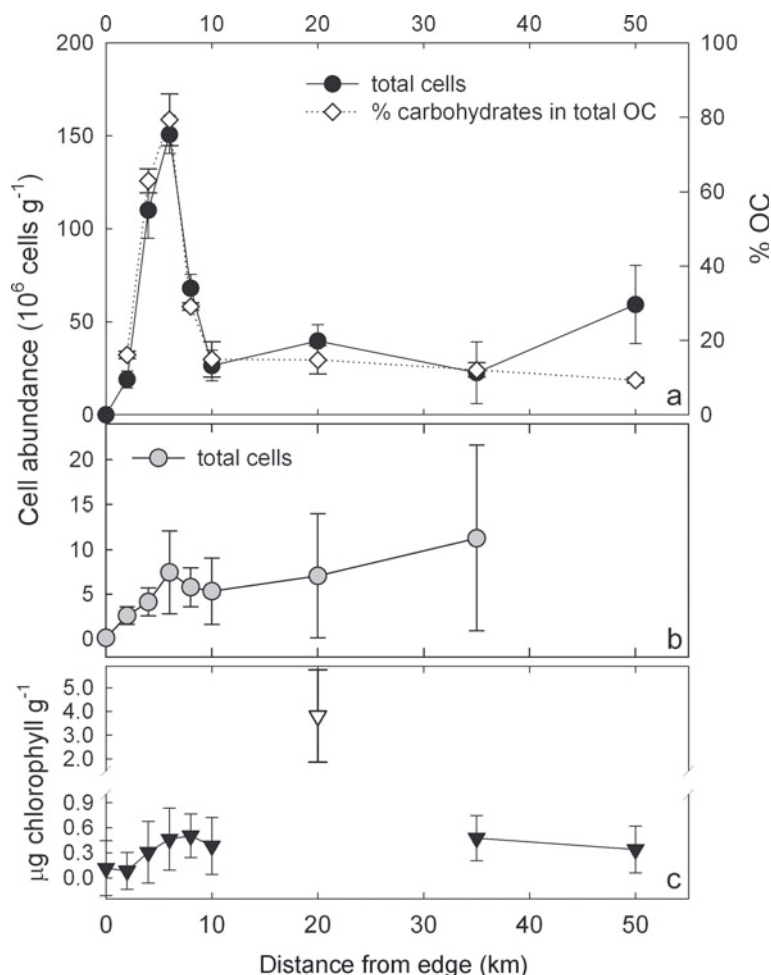 0 10 20 30 40 50
200 100
total cells
% carbohydrates in total OC
150 80
60
100
40
50
20
0 0
a
Cell abundance (10⁶ cells g⁻¹)
% OC
20
total cells
15
10
5
0
b
5.0
4.0
2.0
0.9
0.6
0.3
0.0
c
µg chlorophyll g⁻¹
0 10 20 30 40 50
Distance from edge (km)